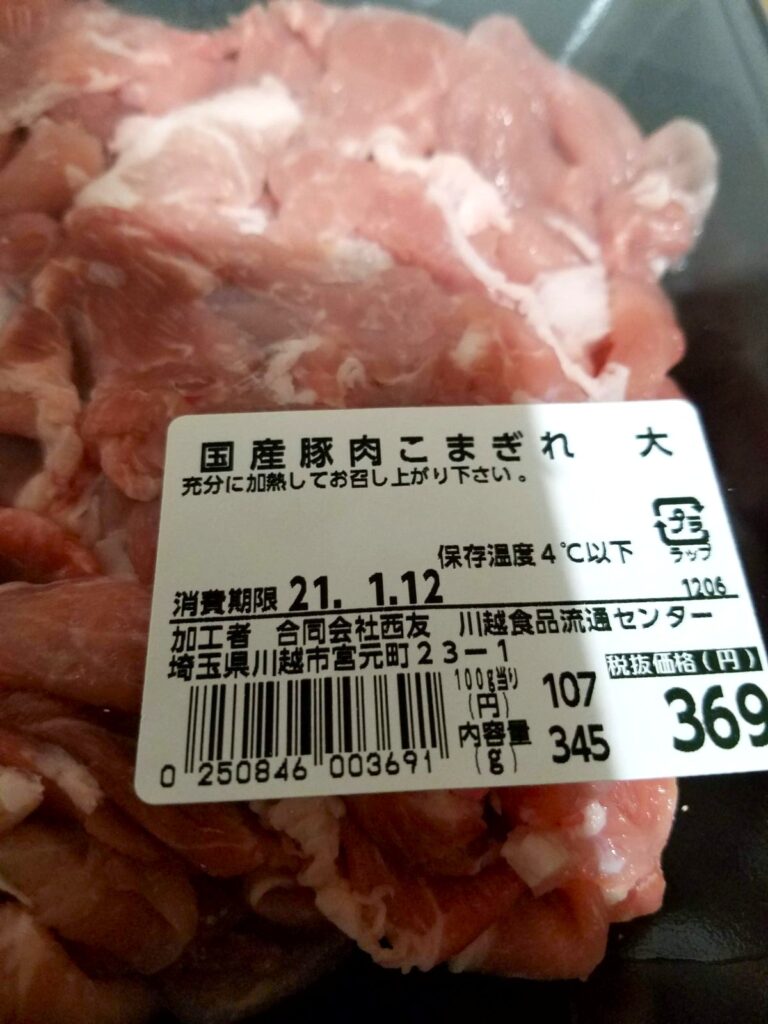 国産豚肉こまぎれ 大
充分に加熱してお召し上がり下さい。
プラ
ラップ
保存温度4℃以下
消費期限 21. 1.12
1206
加工者 合同会社西友 川越食品流通センター
埼玉県川越市宮元町23-1
100g当り(円) 107
税抜価格(円)
369
内容量(g) 345
0 250846 003691